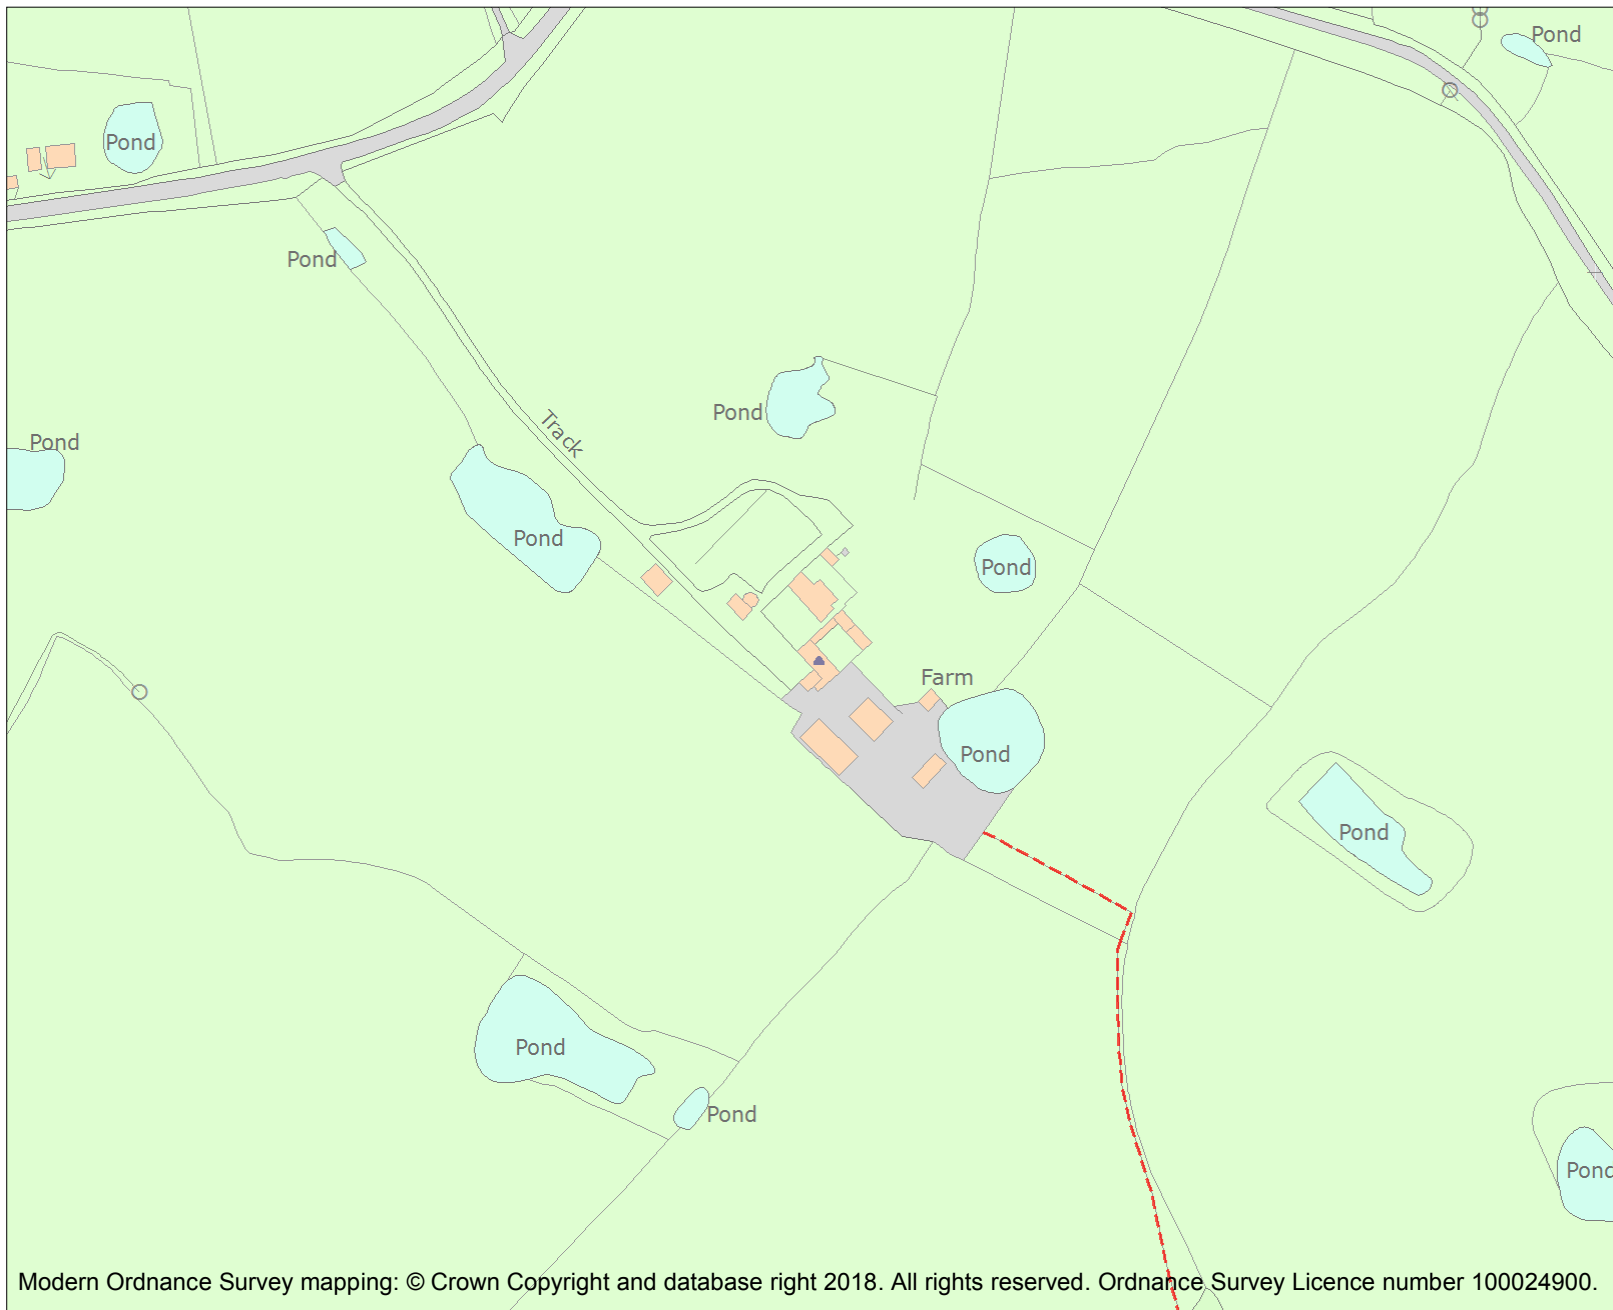 Pond
Pond
Pond
Pond
Track
Pond
Pond
Pond
Farm
Pond
Pond
Pond
Pond
Pond
Modern Ordnance Survey mapping: © Crown Copyright and database right 2018. All rights reserved. Ordnance Survey Licence number 100024900.